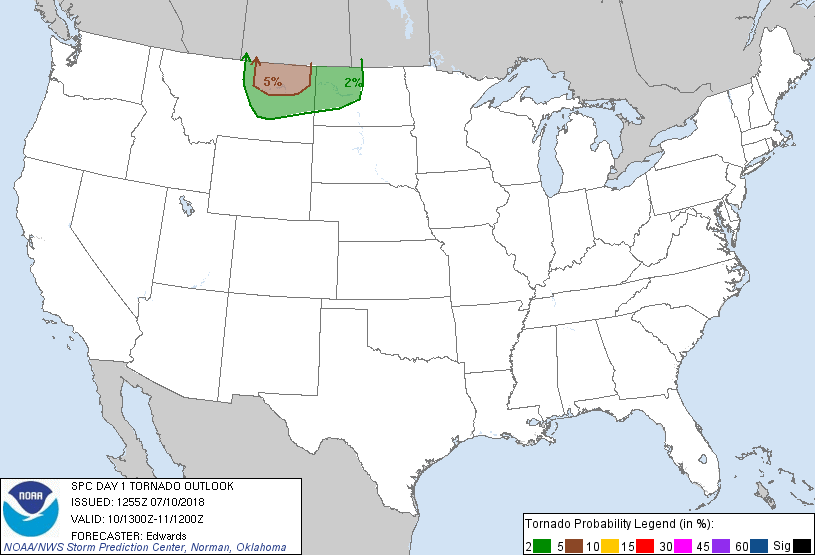 5%
2%
NOAA
SPC DAY 1 TORNADO OUTLOOK
ISSUED: 1255Z 07/10/2018
VALID: 10/1300Z-11/1200Z
FORECASTER: Edwards
NOAA/NWS Storm Prediction Center, Norman, Oklahoma
Tornado Probability Legend (in %):
2 5 10 15 30 45 60 Sig